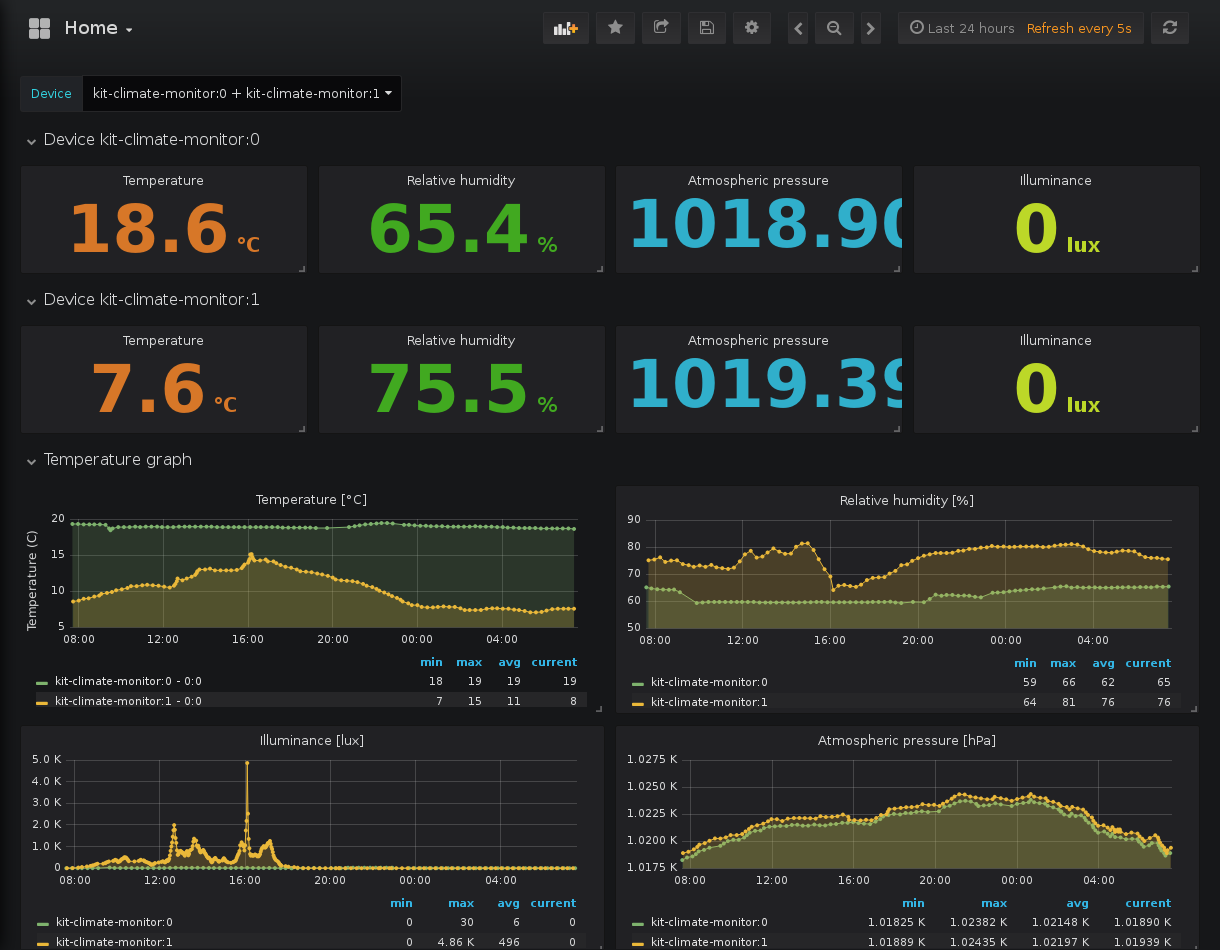 Home
Last 24 hours Refresh every 5s
Device kit-climate-monitor:0 + kit-climate-monitor:1
Device kit-climate-monitor:0
Temperature Relative humidity Atmospheric pressure Illuminance
18.6 °C 65.4 % 1018.90 0 lux
Device kit-climate-monitor:1
Temperature Relative humidity Atmospheric pressure Illuminance
7.6 °C 75.5 % 1019.39 0 lux
Temperature graph
Temperature [°C]
Temperature (C)
20
15
10
5
08:00 12:00 16:00 20:00 00:00 04:00
min max avg current
kit-climate-monitor:0 - 0:0 18 19 19 19
kit-climate-monitor:1 - 0:0 7 15 11 8
Relative humidity [%]
90
80
70
60
50
08:00 12:00 16:00 20:00 00:00 04:00
min max avg current
kit-climate-monitor:0 59 66 62 65
kit-climate-monitor:1 64 81 76 76
Illuminance [lux]
5.0 K
4.0 K
3.0 K
2.0 K
1.0 K
0
08:00 12:00 16:00 20:00 00:00 04:00
min max avg current
kit-climate-monitor:0 0 30 6 0
kit-climate-monitor:1 0 4.86 K 496 0
Atmospheric pressure [hPa]
1.0275 K
1.0250 K
1.0225 K
1.0200 K
1.0175 K
08:00 12:00 16:00 20:00 00:00 04:00
min max avg current
kit-climate-monitor:0 1.01825 K 1.02382 K 1.02148 K 1.01890 K
kit-climate-monitor:1 1.01889 K 1.02435 K 1.02197 K 1.01939 K